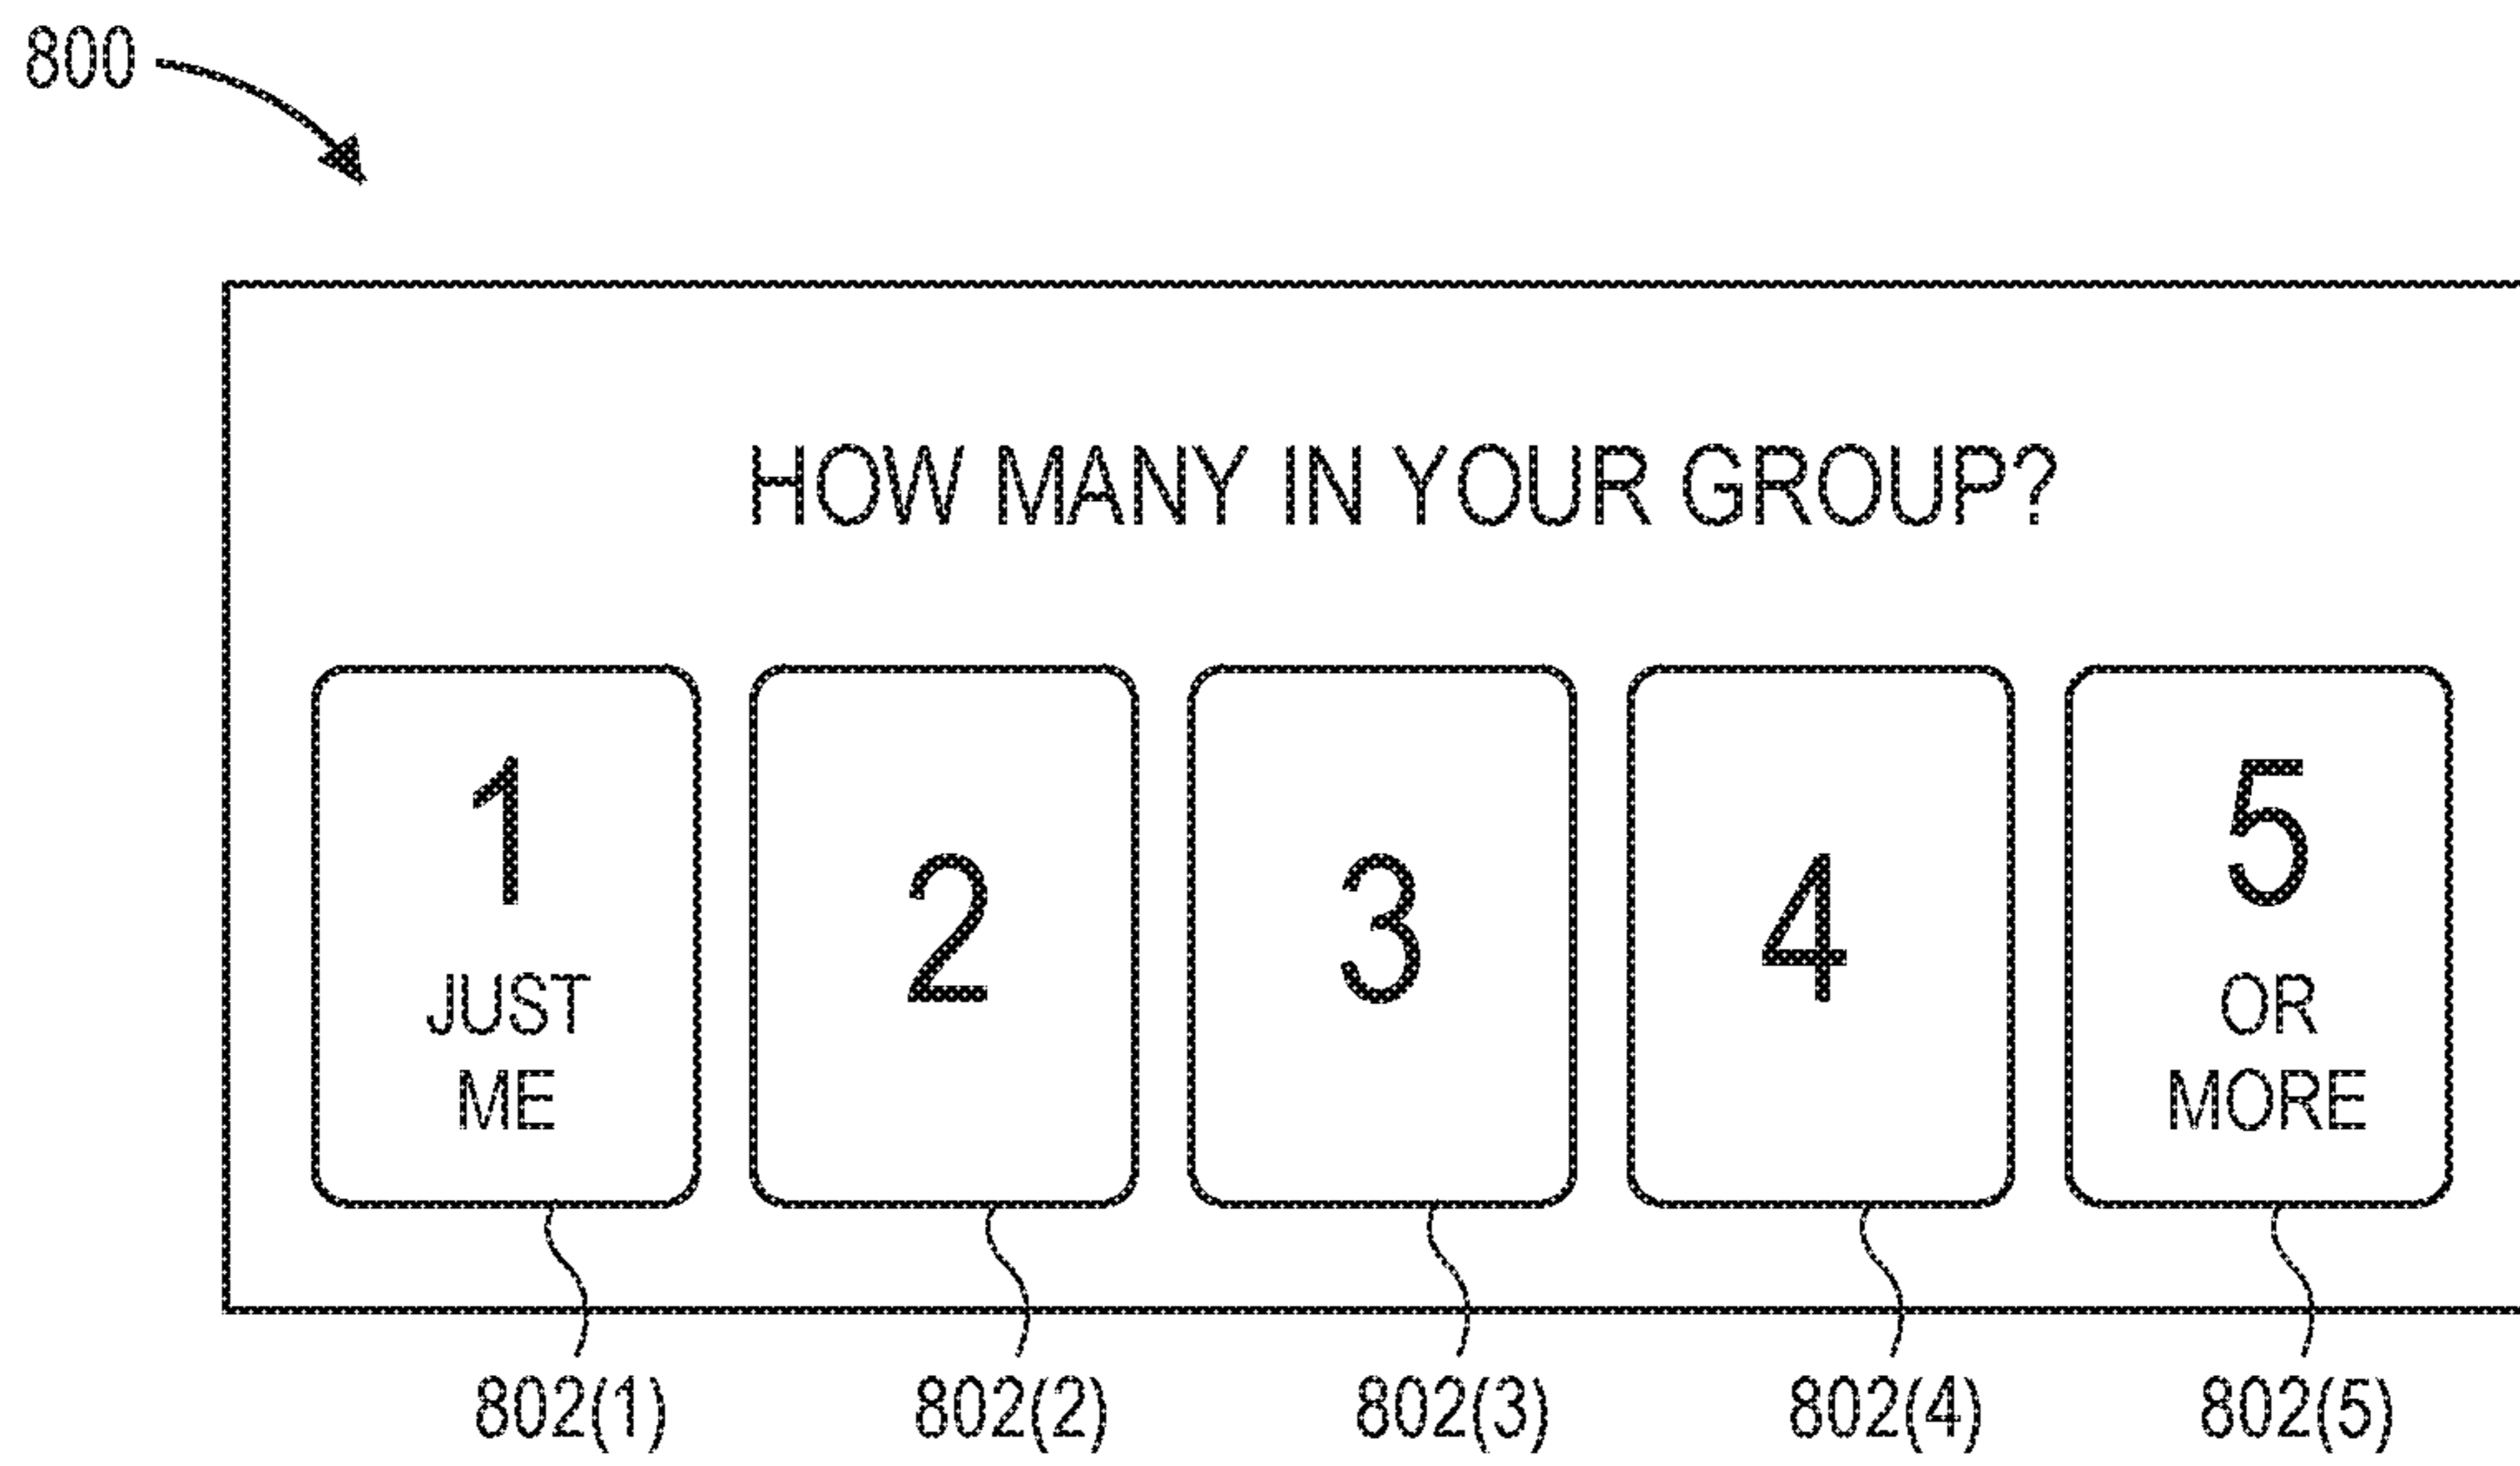 800
HOW MANY IN YOUR GROUP?
1
JUST
ME
2
3
4
5
OR
MORE
802(1)
802(2)
802(3)
802(4)
802(5)